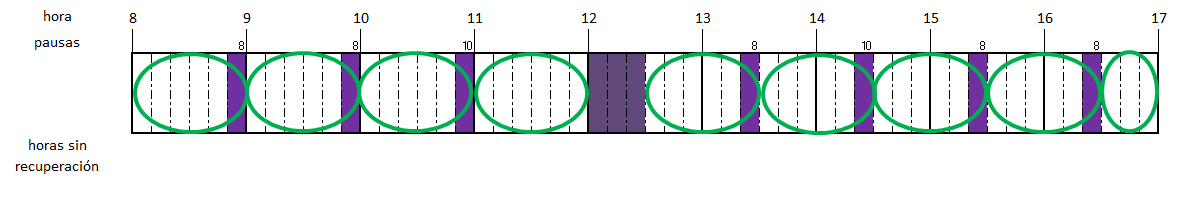 hora 8 9 10 11 12 13 14 15 16 17
pausas 8 8 10 8 10 8 8
horas sin
recuperación